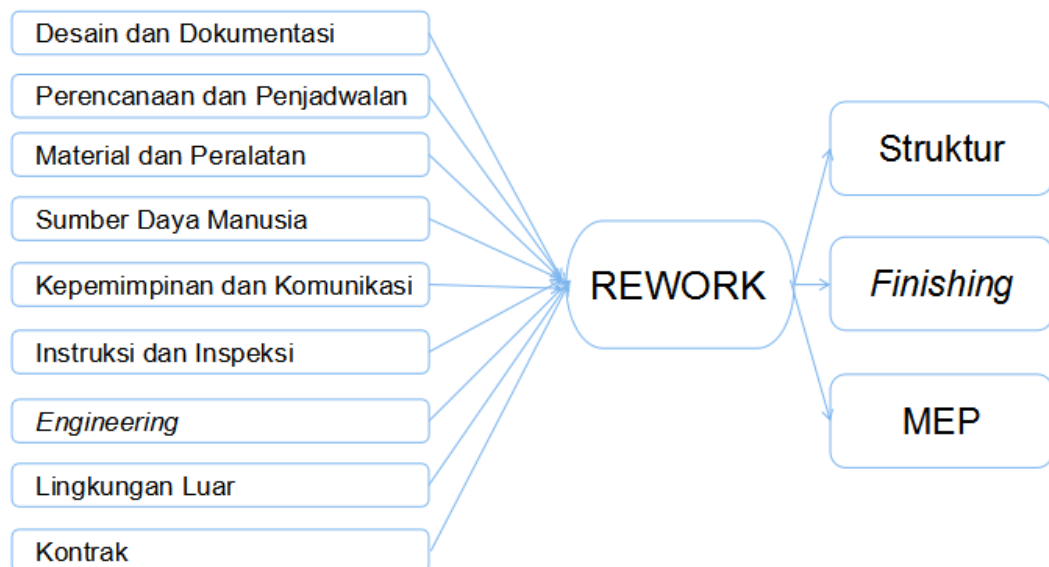 Desain dan Dokumentasi
Perencanaan dan Penjadwalan
Material dan Peralatan
Sumber Daya Manusia
Kepemimpinan dan Komunikasi
Instruksi dan Inspeksi
Engineering
Lingkungan Luar
Kontrak
REWORK
Struktur
Finishing
MEP